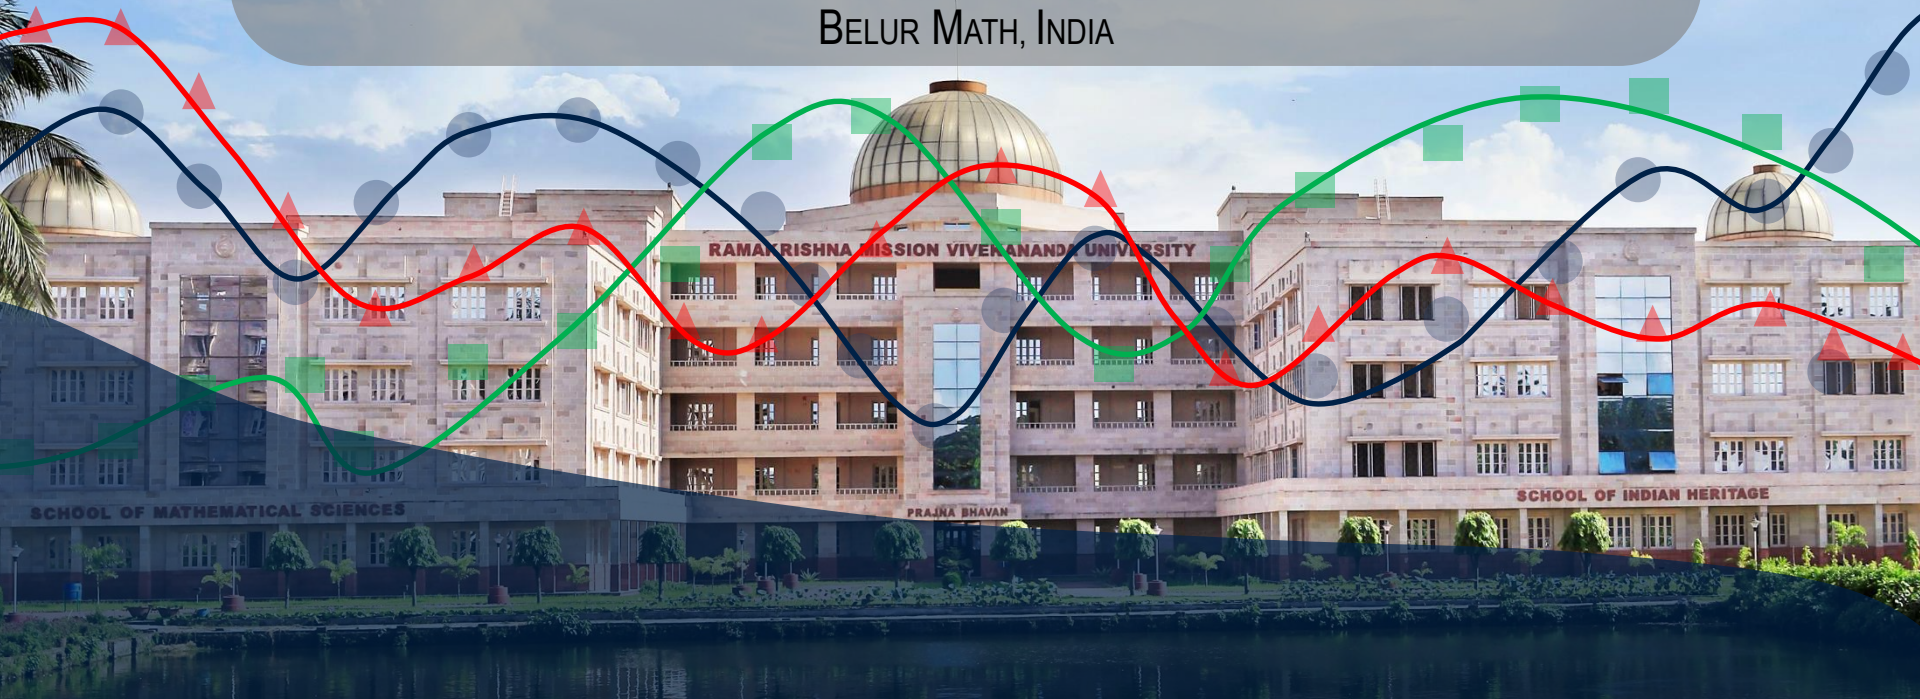 BELUR MATH, INDIA
RAMAKRISHNA MISSION VIVEKANANDA UNIVERSITY
SCHOOL OF INDIAN HERITAGE
SCHOOL OF MATHEMATICAL SCIENCES
PRAJNA BHAVAN